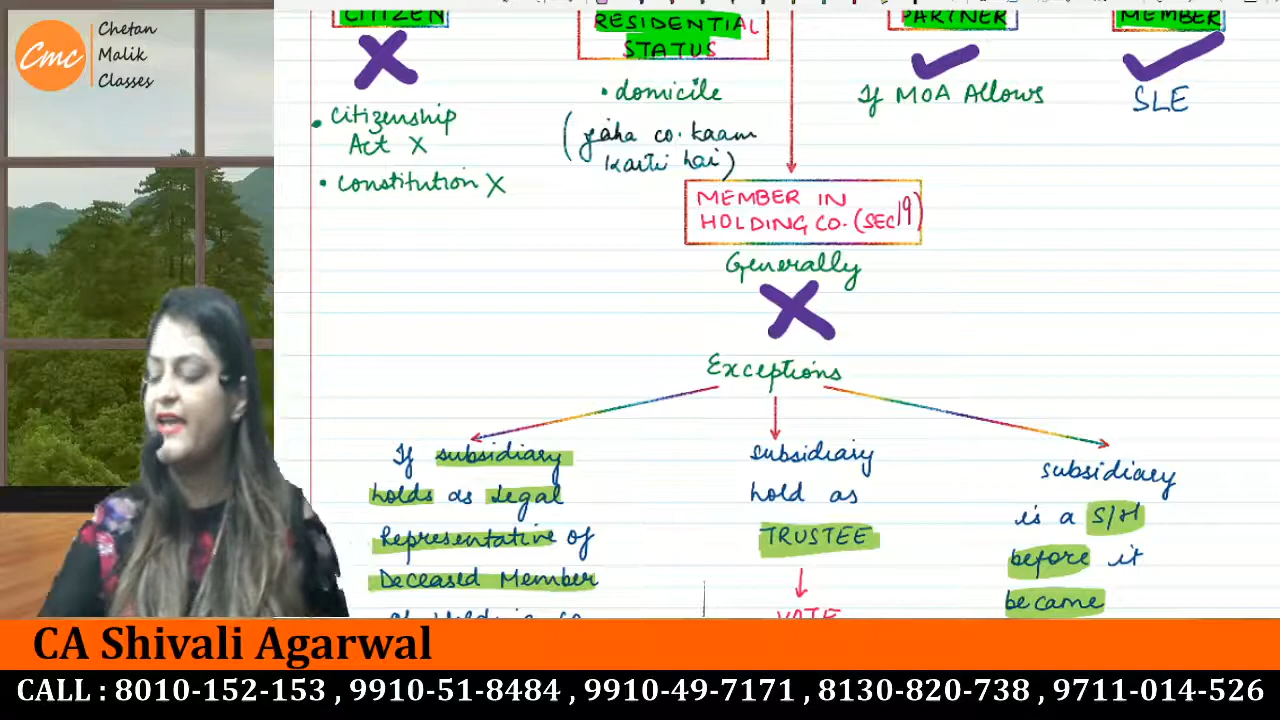 Cmc
Chetan
Malik
Classes
CITIZEN
• Citizenship
Act X
• Constitution X
RESIDENTIAL
STATUS
• domicile
(jaha co. kaam
karti hai)
PARTNER
If MOA Allows
MEMBER
SLE
MEMBER IN
HOLDING CO. (SEC 19)
Generally
Exceptions
If subsidiary
holds as legal
Representative of
Deceased Member
subsidiary
hold as
TRUSTEE
VOTE
subsidiary
is a S/H
before it
became
CA Shivali Agarwal
CALL : 8010-152-153 , 9910-51-8484 , 9910-49-7171 , 8130-820-738 , 9711-014-526